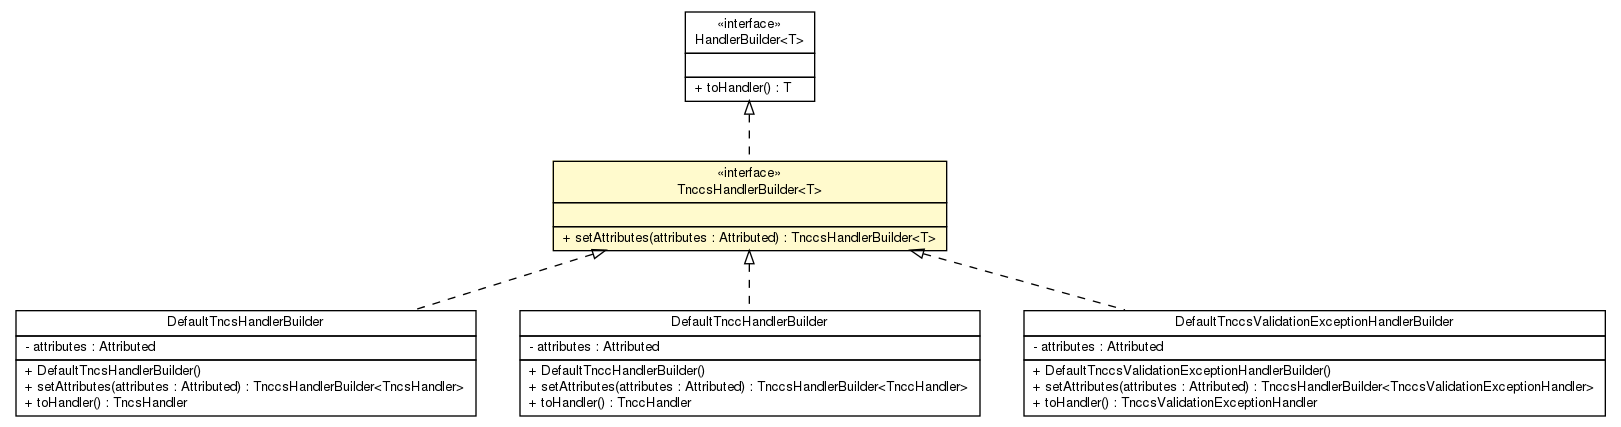 «interface»
HandlerBuilder<T>
+ toHandler() : T
«interface»
TnccsHandlerBuilder<T>
+ setAttributes(attributes : Attributed) : TnccsHandlerBuilder<T>
DefaultTncsHandlerBuilder
- attributes : Attributed
+ DefaultTncsHandlerBuilder()
+ setAttributes(attributes : Attributed) : TnccsHandlerBuilder<TncsHandler>
+ toHandler() : TncsHandler
DefaultTnccHandlerBuilder
- attributes : Attributed
+ DefaultTnccHandlerBuilder()
+ setAttributes(attributes : Attributed) : TnccsHandlerBuilder<TnccHandler>
+ toHandler() : TnccHandler
DefaultTnccsValidationExceptionHandlerBuilder
- attributes : Attributed
+ DefaultTnccsValidationExceptionHandlerBuilder()
+ setAttributes(attributes : Attributed) : TnccsHandlerBuilder<TnccsValidationExceptionHandler>
+ toHandler() : TnccsValidationExceptionHandler